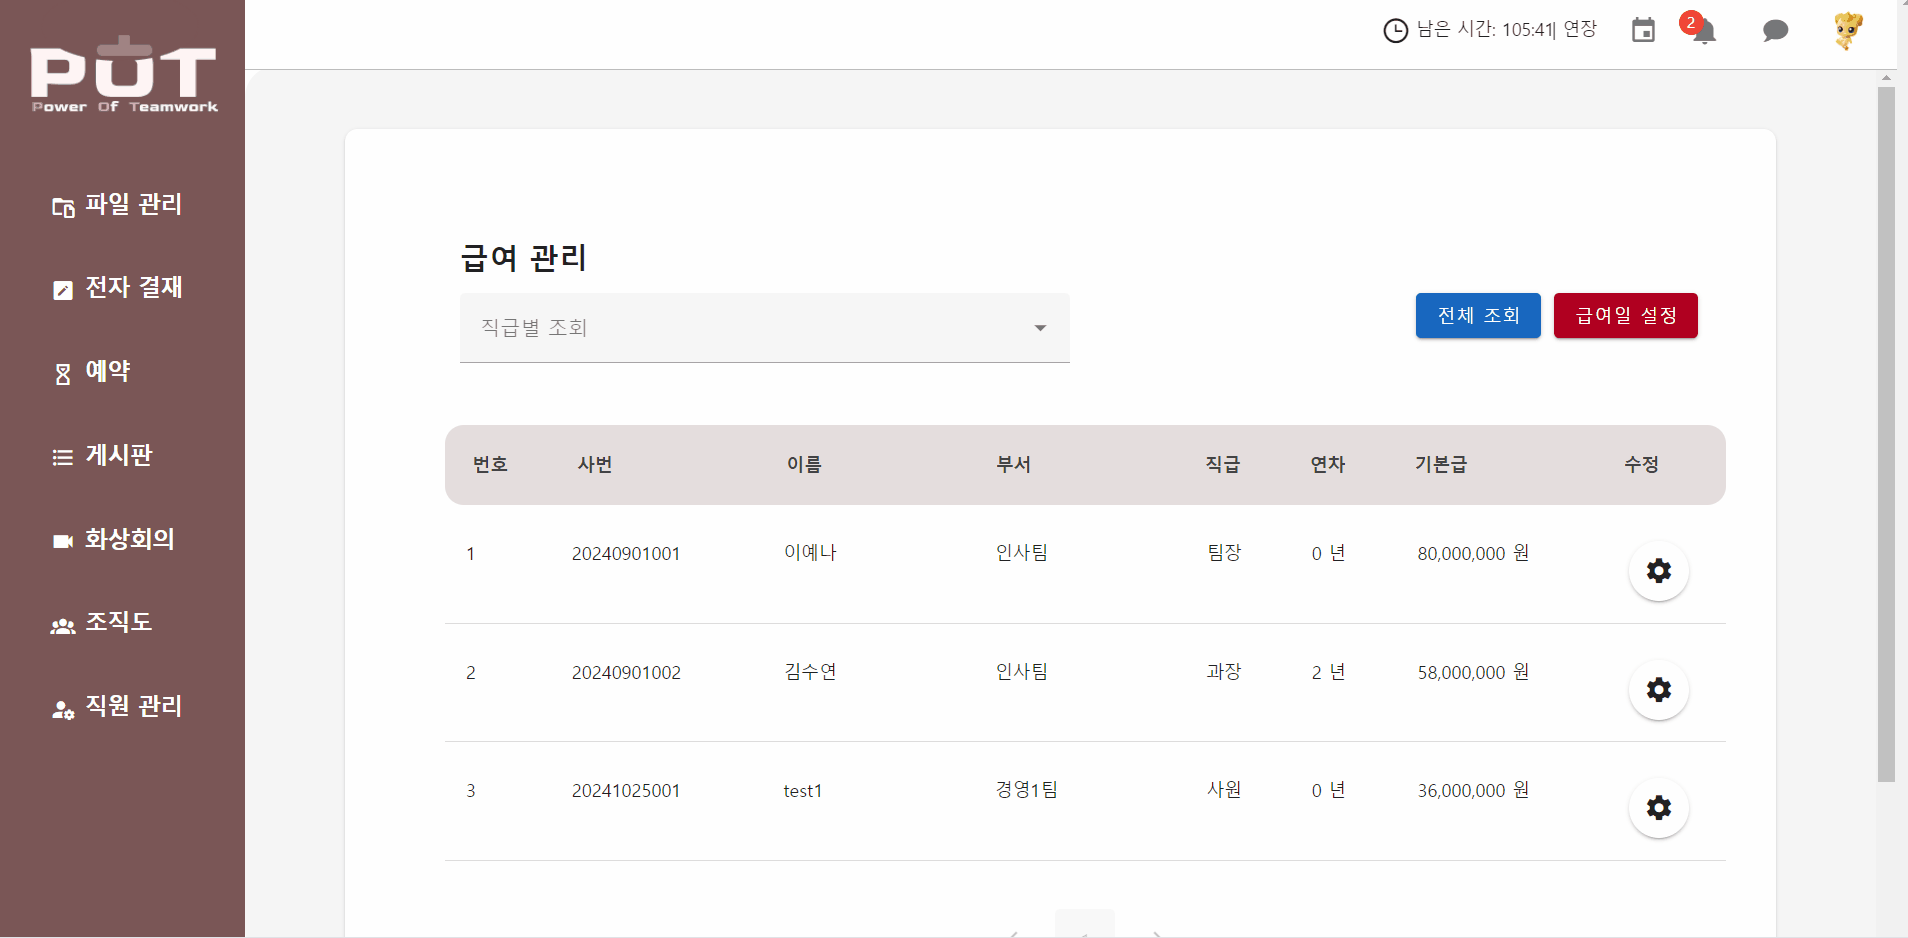 PUT
Power Of Teamwork
남은 시간: 105:41| 연장
2
파일 관리
전자 결재
예약
게시판
화상회의
조직도
직원 관리
급여 관리
직급별 조회
전체 조회
급여일 설정
번호 사번 이름 부서 직급 연차 기본급 수정
1 20240901001 이예나 인사팀 팀장 0 년 80,000,000 원
2 20240901002 김수연 인사팀 과장 2 년 58,000,000 원
3 20241025001 test1 경영1팀 사원 0 년 36,000,000 원